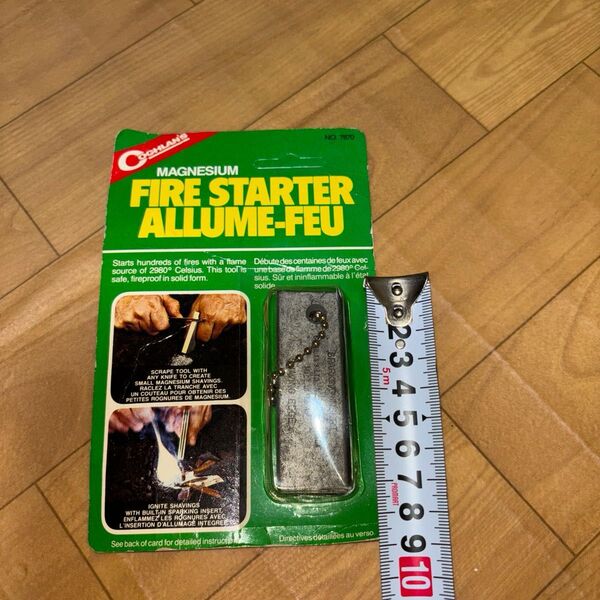 COGHLAN'S
NO. 7870
MAGNESIUM
FIRE STARTER
ALLUME-FEU
Starts hundreds of fires with a flame
source of 2980° Celsius. This tool is
safe, fireproof in solid form.
Débute des centaines de feux avec
une base de flamme de 2980° Cel-
sius. Sûr et ininflammable à l'état
solide.
SCRAPE TOOL WITH
ANY KNIFE TO CREATE
SMALL MAGNESIUM SHAVINGS.
RACLEZ LA TRANCHE AVEC
UN COUTEAU POUR OBTENIR DES
PETITES ROGNURES DE MAGNESIUM.
IGNITE SHAVINGS
WITH BUILT IN SPARKING INSERT.
ENFLAMMEZ LES ROGNURES AVEC
L'INSERTION D'ALLUMAGE INTEGREE
See back of card for detailed instruct
Directives détaillées au verso
2 3 4 5 6 7 8 9 10
5m
PROMART